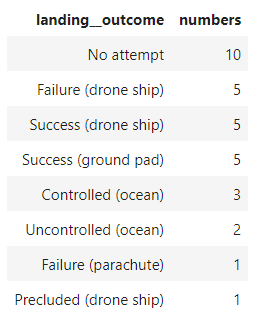 landing__outcome numbers
No attempt 10
Failure (drone ship) 5
Success (drone ship) 5
Success (ground pad) 5
Controlled (ocean) 3
Uncontrolled (ocean) 2
Failure (parachute) 1
Precluded (drone ship) 1